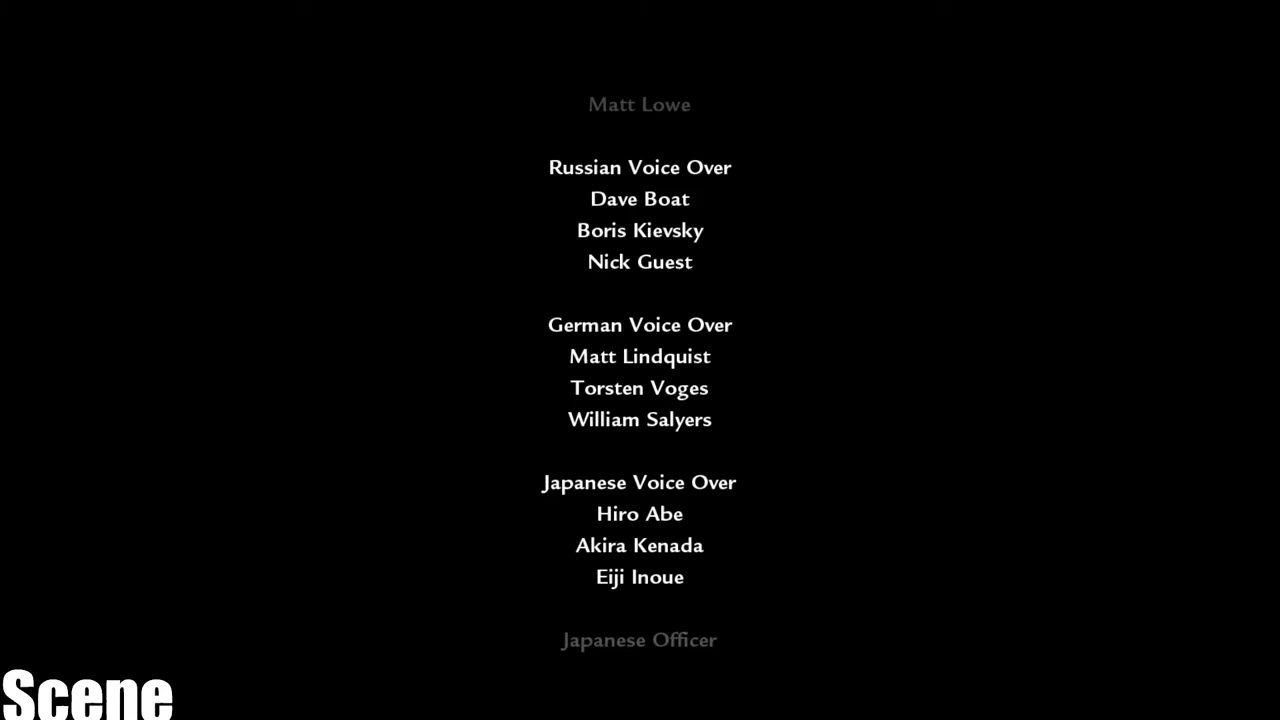 Matt Lowe
Russian Voice Over
Dave Boat
Boris Kievsky
Nick Guest
German Voice Over
Matt Lindquist
Torsten Voges
William Salyers
Japanese Voice Over
Hiro Abe
Akira Kenada
Eiji Inoue
Japanese Officer
Scene